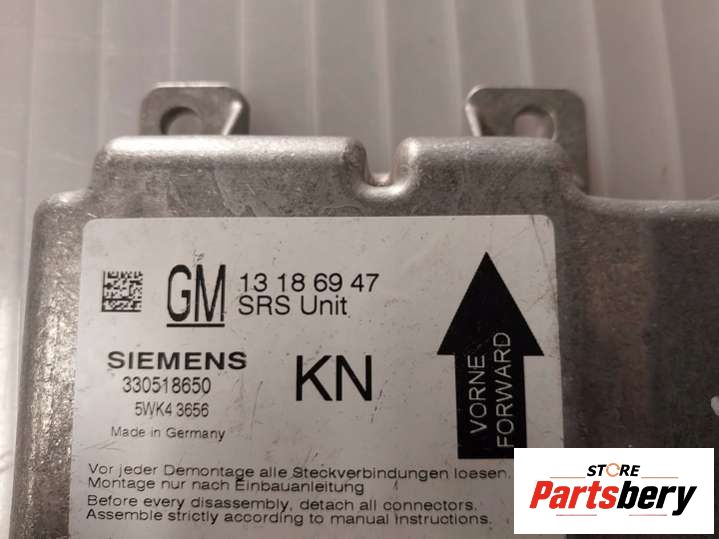 GM 13 18 69 47
SRS Unit
SIEMENS
330518650
5WK4 3656
Made in Germany
KN
VORNE
FORWARD
Vor jeder Demontage alle Steckverbindungen loesen.
Montage nur nach Einbauanleitung
Before every disassembly, detach all connectors.
Assemble strictly according to manual instructions.
STORE
Partsbery